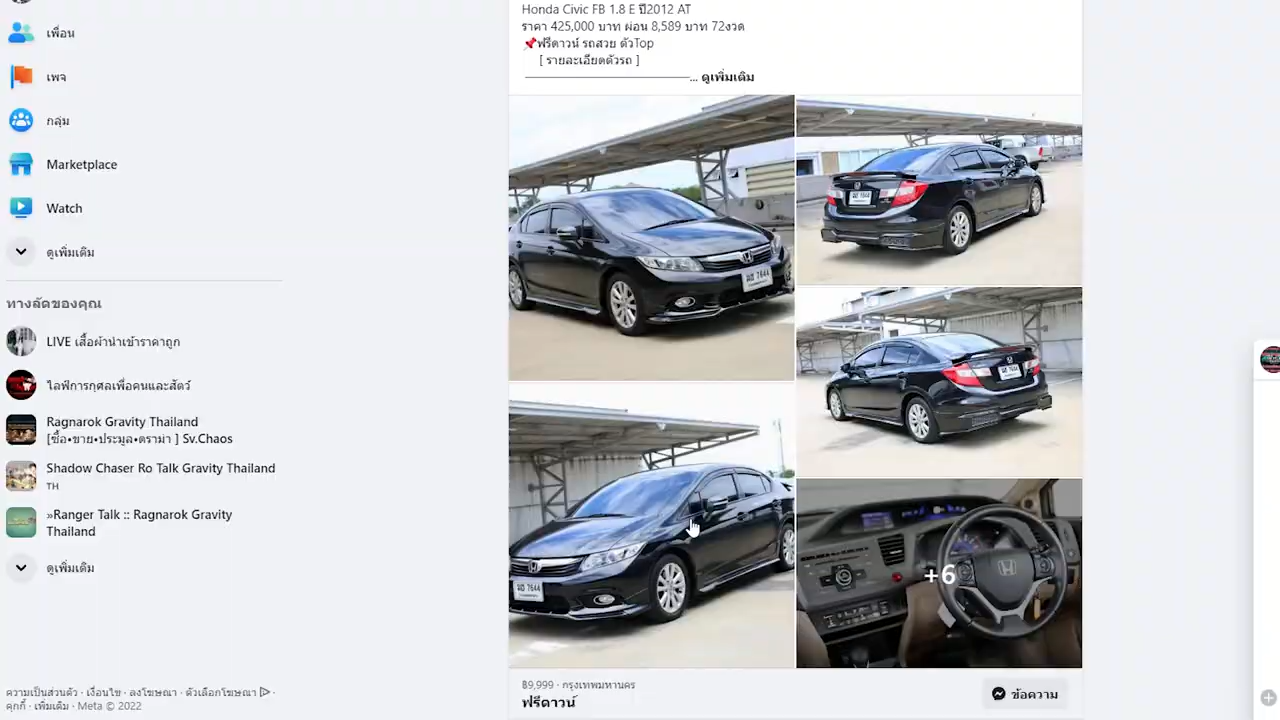 Honda Civic FB 1.8 E ปี2012 AT
ราคา 425,000 บาท ผ่อน 8,589 บาท 72งวด
📌ฟรีดาวน์ รถสวย ตัวTop
[ รายละเอียดตัวรถ ]
... ดูเพิ่มเติม
เพื่อน
เพจ
กลุ่ม
Marketplace
Watch
ดูเพิ่มเติม
ทางลัดของคุณ
LIVE เสื้อผ้านำเข้าราคาถูก
ไลฟ์การกุศลเพื่อคนและสัตว์
Ragnarok Gravity Thailand
[ซื้อ•ขาย•ประมูล•ดราม่า ] Sv.Chaos
Shadow Chaser Ro Talk Gravity Thailand
TH
»Ranger Talk :: Ragnarok Gravity
Thailand
ดูเพิ่มเติม
ความเป็นส่วนตัว · เงื่อนไข · ลงโฆษณา · ตัวเลือกโฆษณา ·
คุกกี้ · เพิ่มเติม · Meta © 2022
7644
7644
7644
7644
+6
฿9,999 · กรุงเทพมหานคร
ฟรีดาวน์
ข้อความ